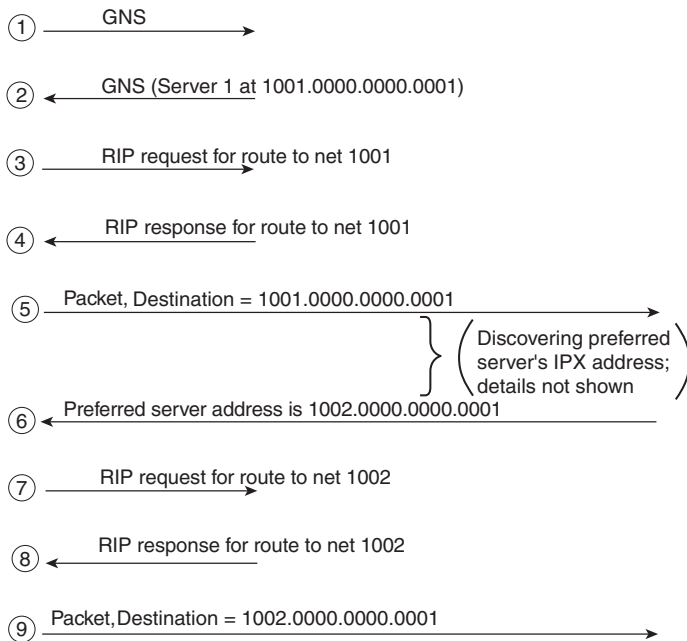 1 GNS
2 GNS (Server 1 at 1001.0000.0000.0001)
3 RIP request for route to net 1001
4 RIP response for route to net 1001
5 Packet, Destination = 1001.0000.0000.0001
Discovering preferred
server's IPX address;
details not shown
6 Preferred server address is 1002.0000.0000.0001
7 RIP request for route to net 1002
8 RIP response for route to net 1002
9 Packet,Destination = 1002.0000.0000.0001